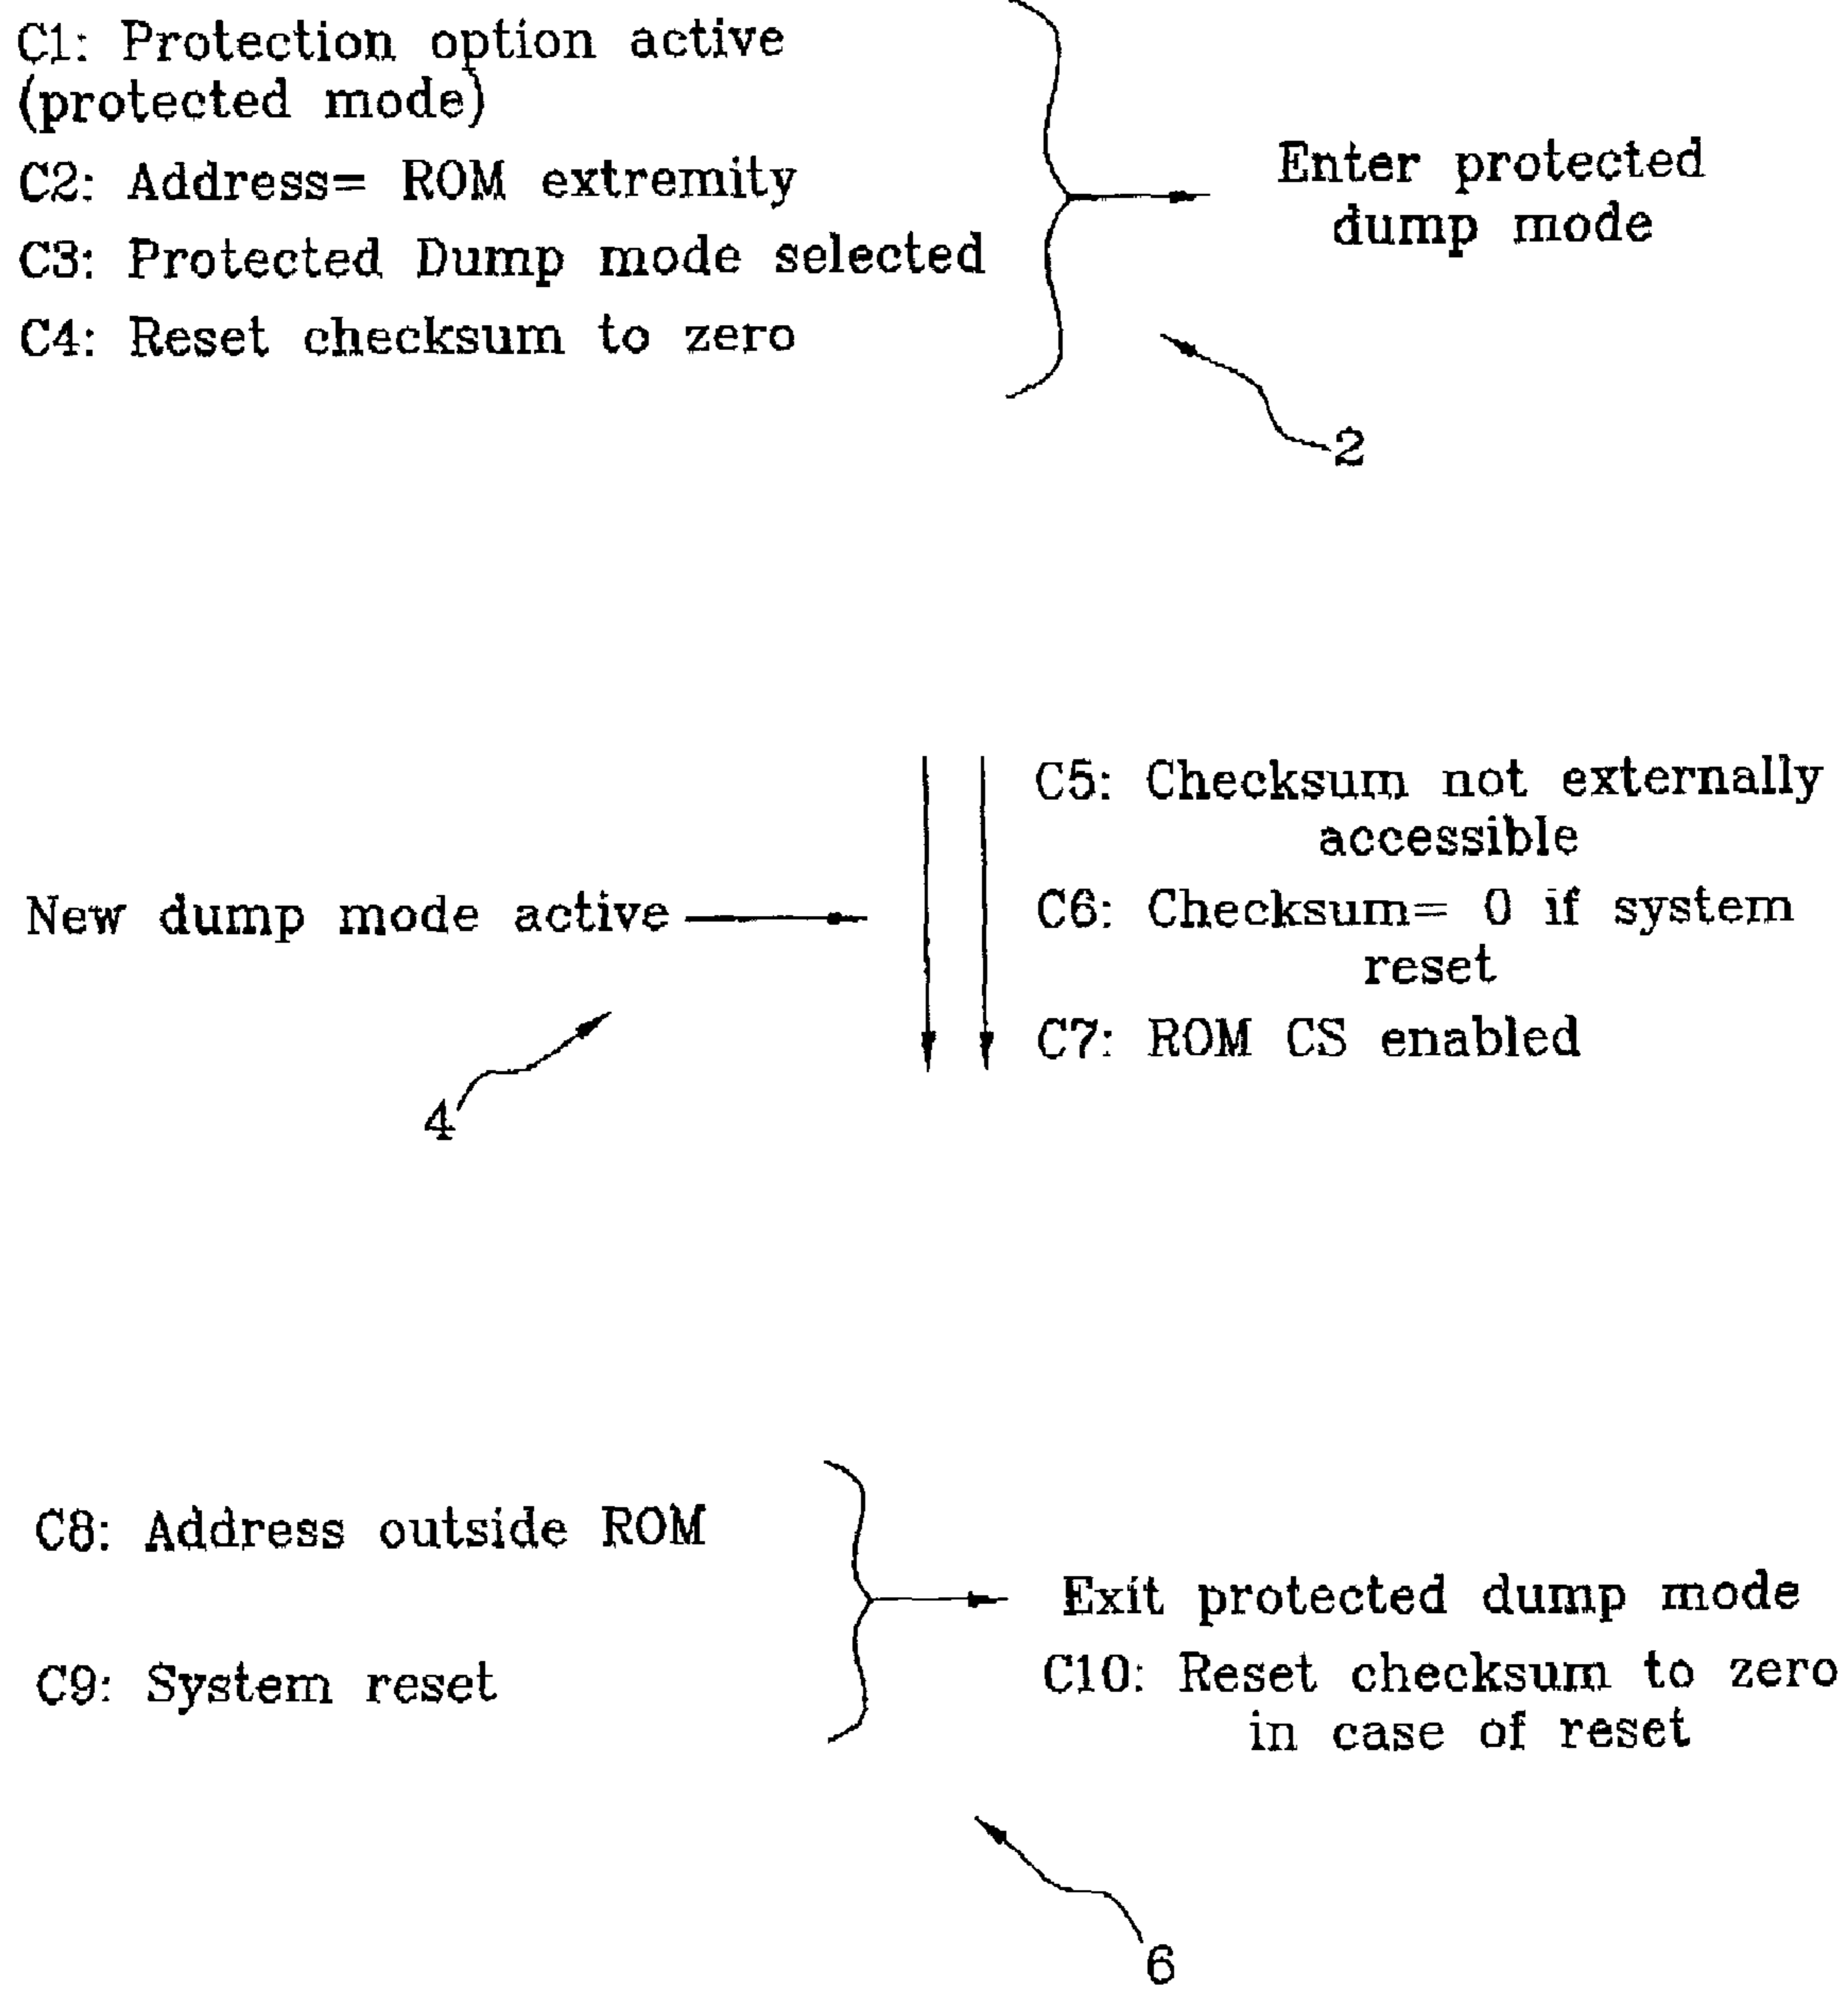 C1: Protection option active
(protected mode)
C2: Address= ROM extremity
C3: Protected Dump mode selected
C4: Reset checksum to zero
Enter protected
dump mode
2
New dump mode active
C5: Checksum not externally
accessible
C6: Checksum= 0 if system
reset
C7: ROM CS enabled
4
C8: Address outside ROM
C9: System reset
Exit protected dump mode
C10: Reset checksum to zero
in case of reset
6